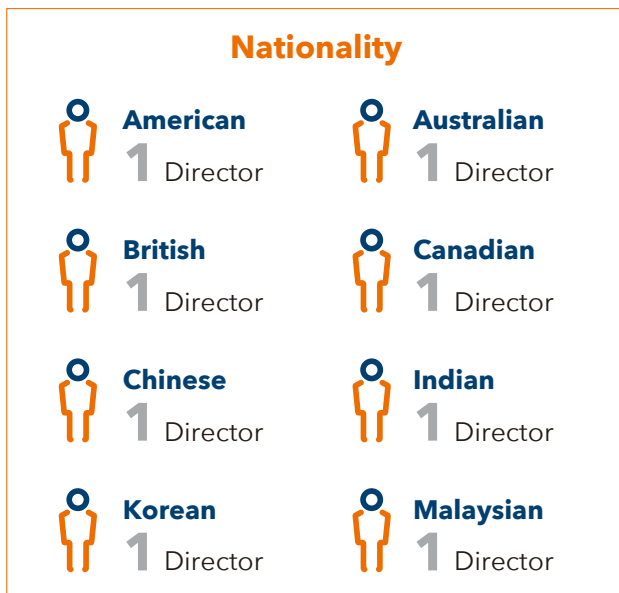 Nationality
American
1 Director
Australian
1 Director
British
1 Director
Canadian
1 Director
Chinese
1 Director
Indian
1 Director
Korean
1 Director
Malaysian
1 Director